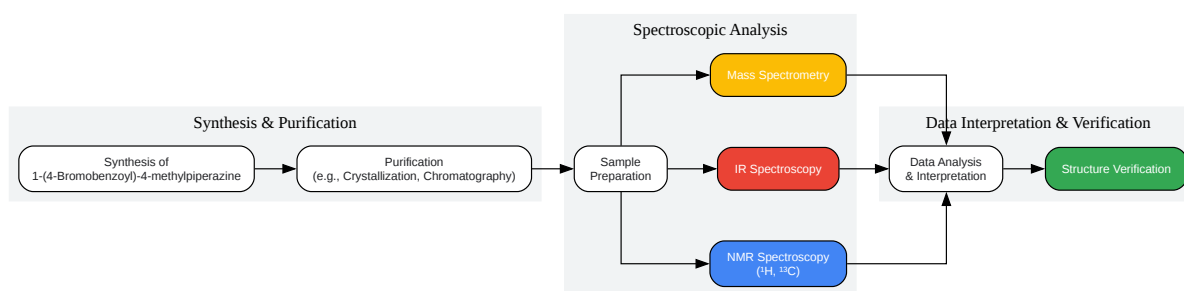 Spectroscopic Analysis
Mass Spectrometry
Synthesis & Purification
Data Interpretation & Verification
Synthesis of
1-(4-Bromobenzoyl)-4-methylpiperazine
Purification
(e.g., Crystallization, Chromatography)
Sample
Preparation
IR Spectroscopy
Data Analysis
& Interpretation
Structure Verification
NMR Spectroscopy
(¹H, ¹³C)